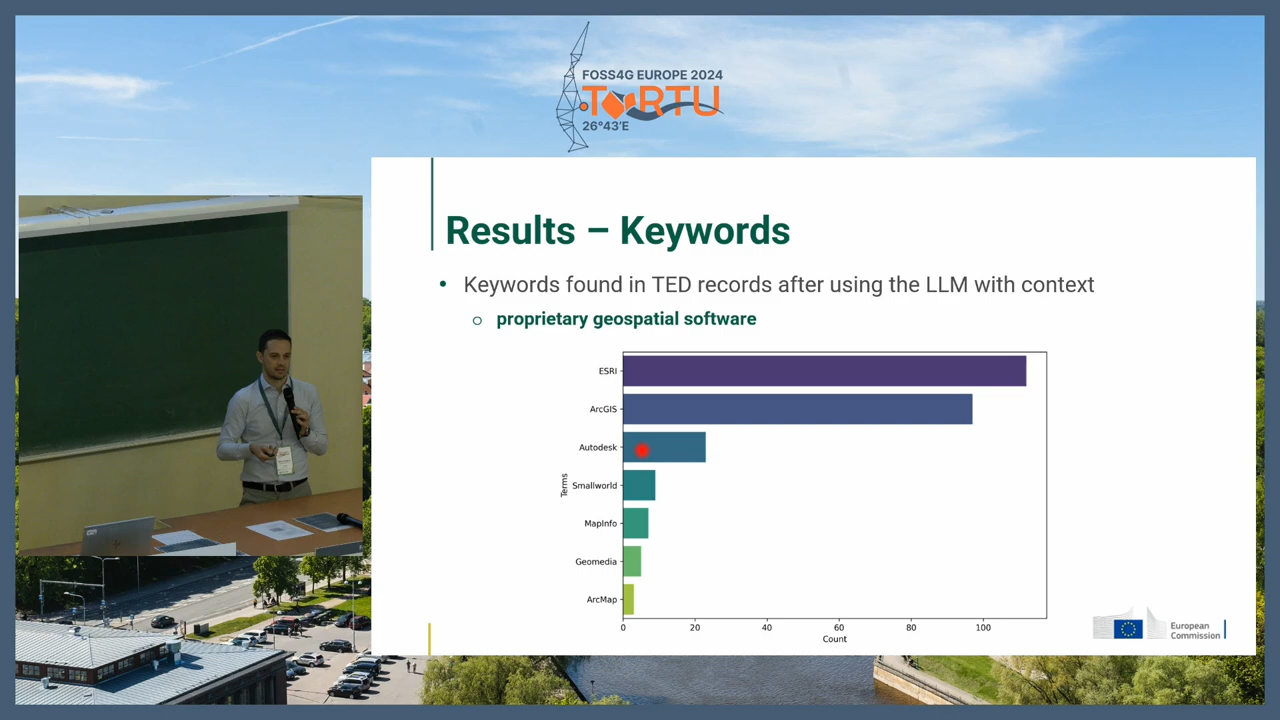 FOSS4G EUROPE 2024
TARTU
26°43'E
Results – Keywords
• Keywords found in TED records after using the LLM with context
o proprietary geospatial software
ESRI
ArcGIS
Autodesk
Smallworld
MapInfo
Geomedia
ArcMap
Terms
0 20 40 60 80 100
Count
European
Commission